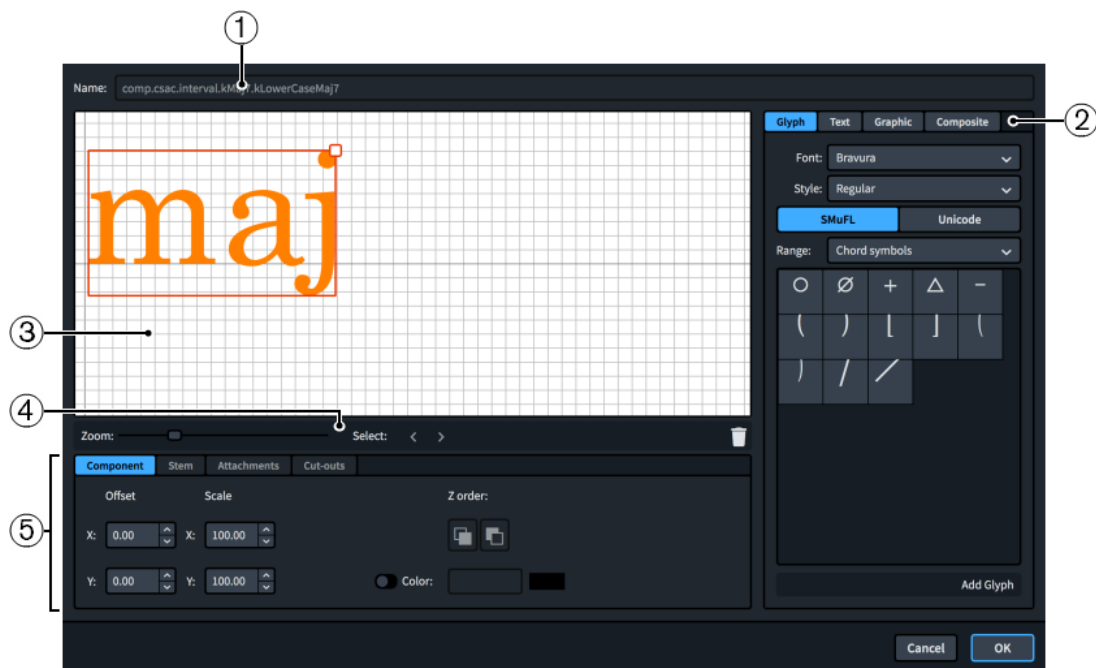 1
Name: comp.csac.interval.kMaj7.kLowerCaseMaj7
2
Glyph Text Graphic Composite
maj
Font: Bravura
Style: Regular
SMuFL Unicode
Range: Chord symbols
3
4
Zoom: Select: < >
5
Component Stem Attachments Cut-outs
Offset Scale Z order:
X: 0.00 X: 100.00
Y: 0.00 Y: 100.00 Color:
Add Glyph
Cancel OK